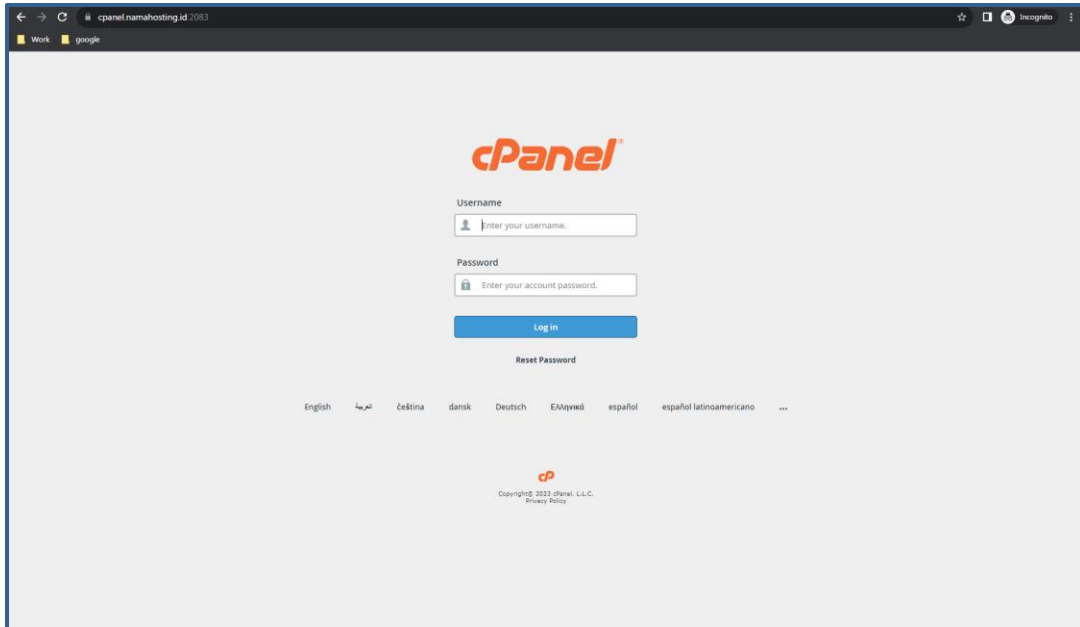 cpanel.namahosting.id:2083
Incognito
Work google
cPanel®
Username
Enter your username.
Password
Enter your account password.
Log in
Reset Password
English العربية čeština dansk Deutsch Ελληνικά español español latinoamericano ...
cP
Copyright© 2023 cPanel, L.L.C.
Privacy Policy